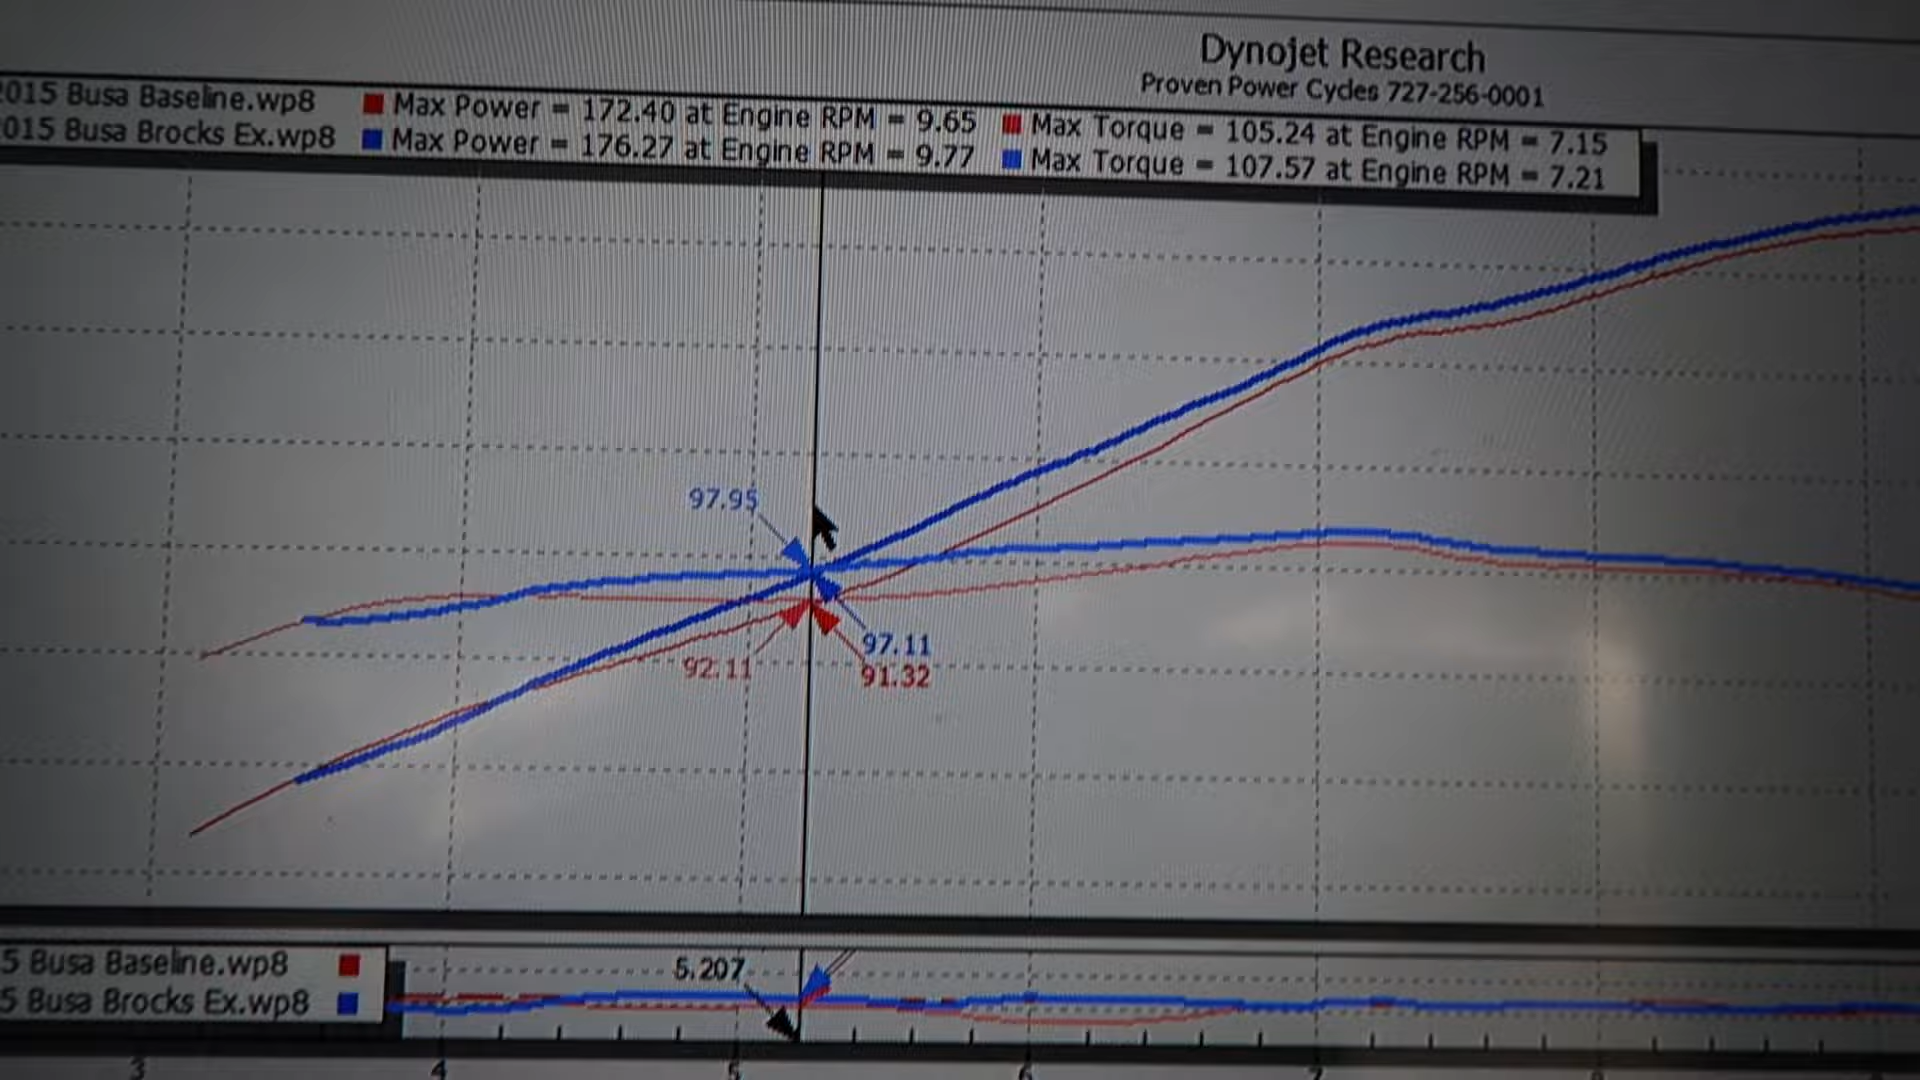 Dynojet Research
Proven Power Cycles 727-256-0001
2015 Busa Baseline.wp8 Max Power = 172.40 at Engine RPM = 9.65 Max Torque = 105.24 at Engine RPM = 7.15
2015 Busa Brocks Ex.wp8 Max Power = 176.27 at Engine RPM = 9.77 Max Torque = 107.57 at Engine RPM = 7.21
97.95
97.11
92.11
91.32
5 Busa Baseline.wp8
5.207
5 Busa Brocks Ex.wp8
3 4 5 6 7